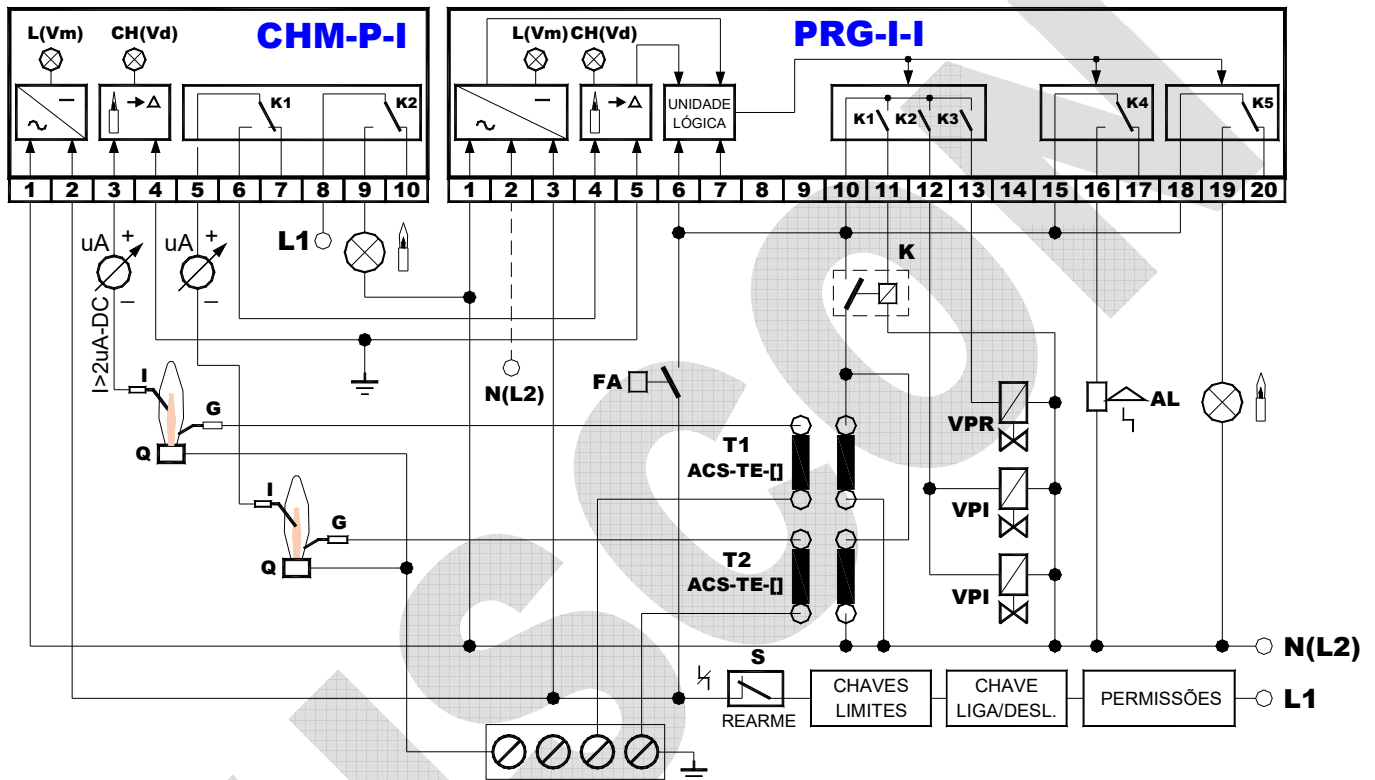 CHM-P-I
L(Vm) CH(Vd)
K1 K2
1 2 3 4 5 6 7 8 9 10
PRG-I-I
L(Vm) CH(Vd)
UNIDADE
LÓGICA
K1 K2 K3
K4
K5
1 2 3 4 5 6 7 8 9 10 11 12 13 14 15 16 17 18 19 20
uA + −
uA + −
L1
I>2uA-DC
K
N(L2)
FA
I
G
Q
I
G
Q
T1
ACS-TE-[]
T2
ACS-TE-[]
VPR
VPI
VPI
AL
N(L2)
S
REARME
CHAVES
LIMITES
CHAVE
LIGA/DESL.
PERMISSÕES
L1